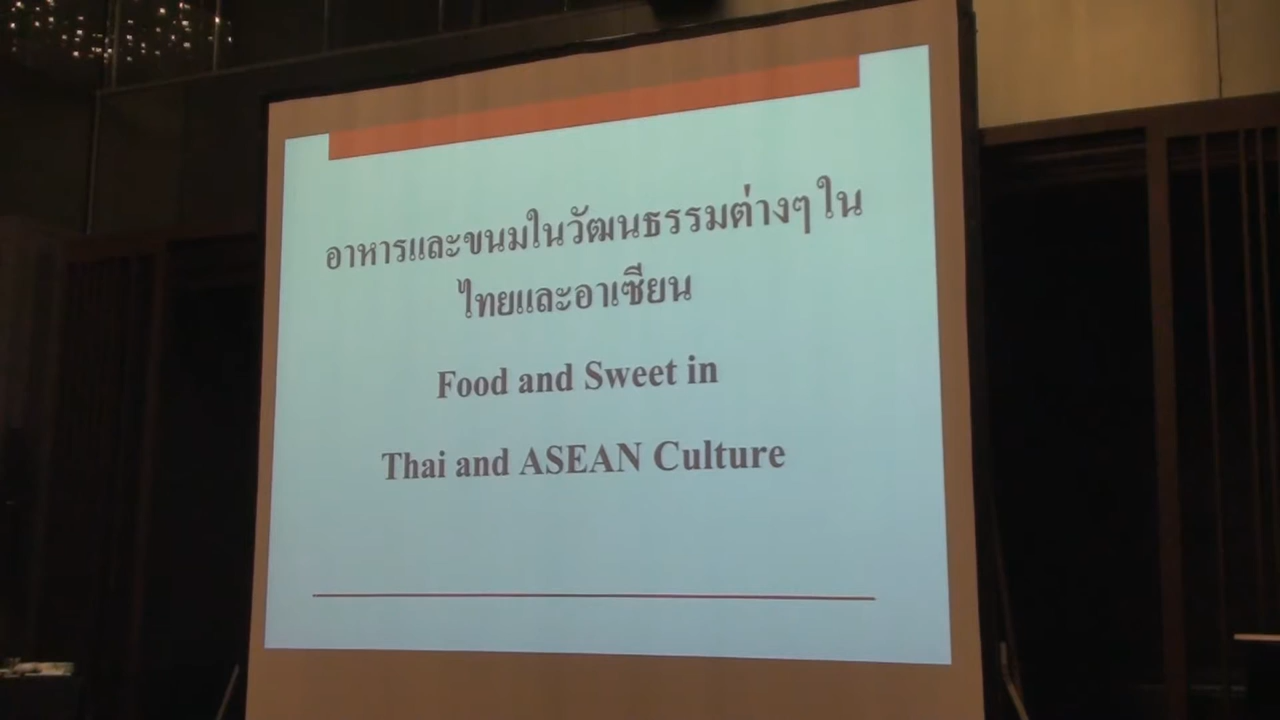 อาหารและขนมในวัฒนธรรมต่างๆ ใน
ไทยและอาเซียน
Food and Sweet in
Thai and ASEAN Culture